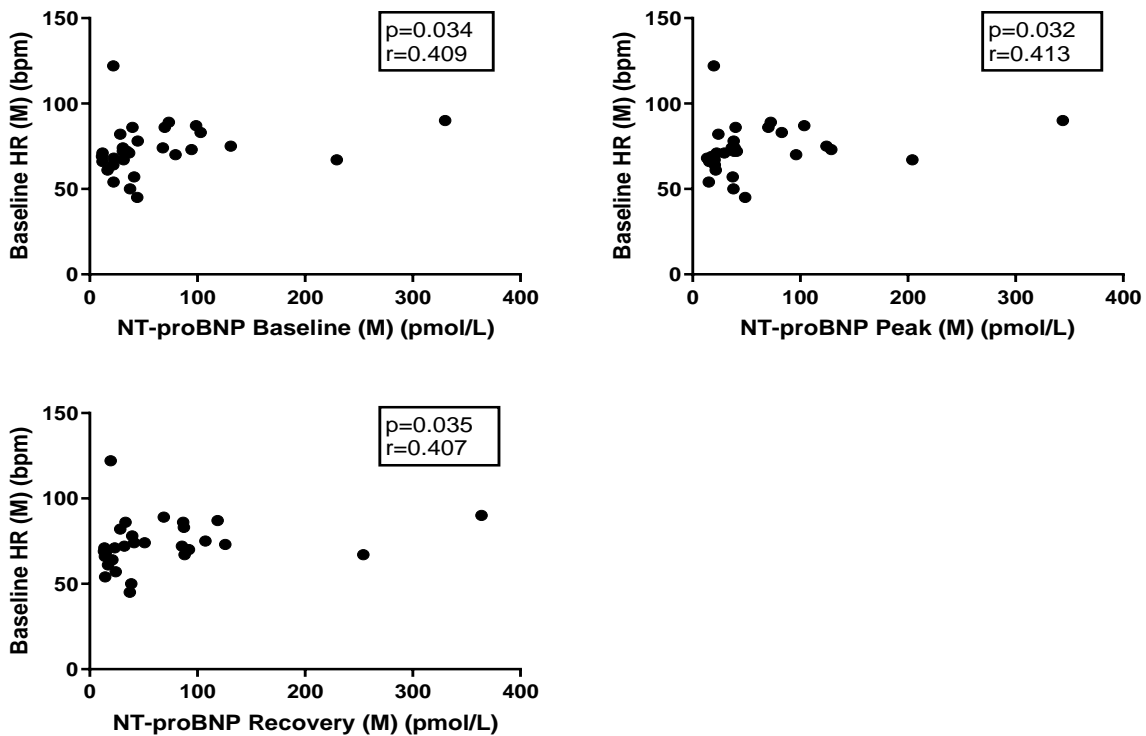 150
100
50
0
Baseline HR (M) (bpm)
p=0.034
r=0.409
0 100 200 300 400
NT-proBNP Baseline (M) (pmol/L)
150
100
50
0
Baseline HR (M) (bpm)
p=0.032
r=0.413
0 100 200 300 400
NT-proBNP Peak (M) (pmol/L)
150
100
50
0
Baseline HR (M) (bpm)
p=0.035
r=0.407
0 100 200 300 400
NT-proBNP Recovery (M) (pmol/L)